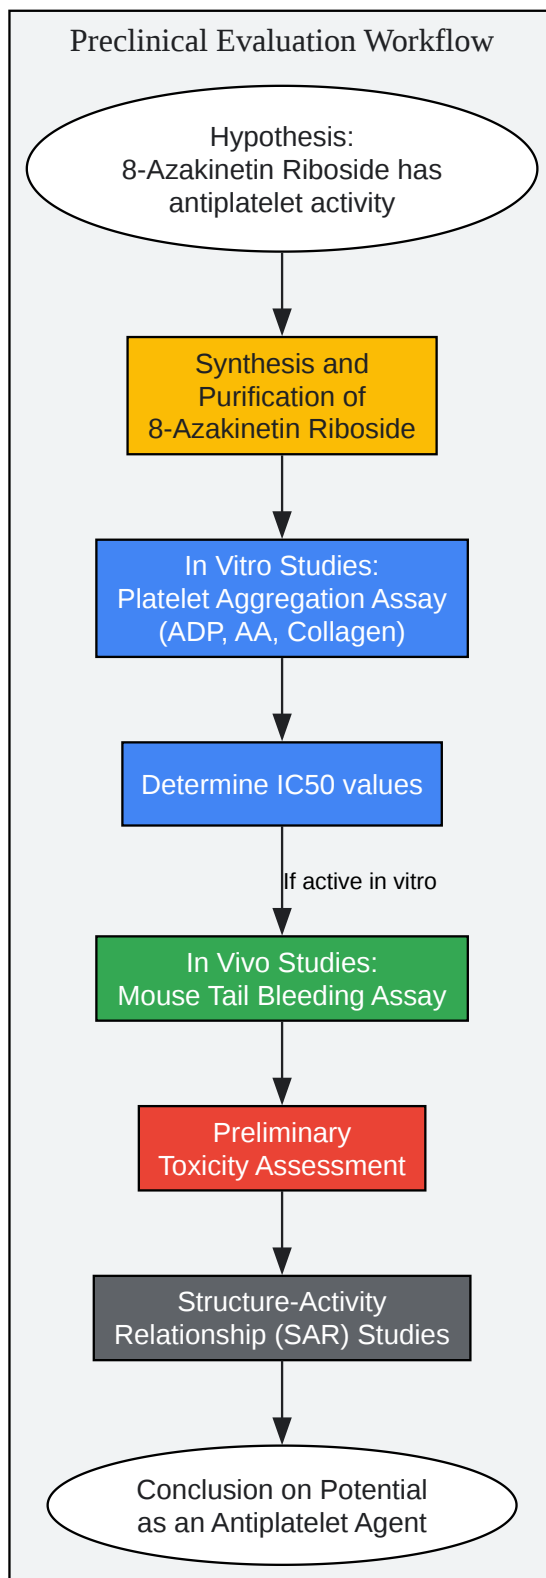 Preclinical Evaluation Workflow
Hypothesis:
8-Azakinetin Riboside has
antiplatelet activity
Synthesis and
Purification of
8-Azakinetin Riboside
In Vitro Studies:
Platelet Aggregation Assay
(ADP, AA, Collagen)
Determine IC50 values
If active in vitro
In Vivo Studies:
Mouse Tail Bleeding Assay
Preliminary
Toxicity Assessment
Structure-Activity
Relationship (SAR) Studies
Conclusion on Potential
as an Antiplatelet Agent